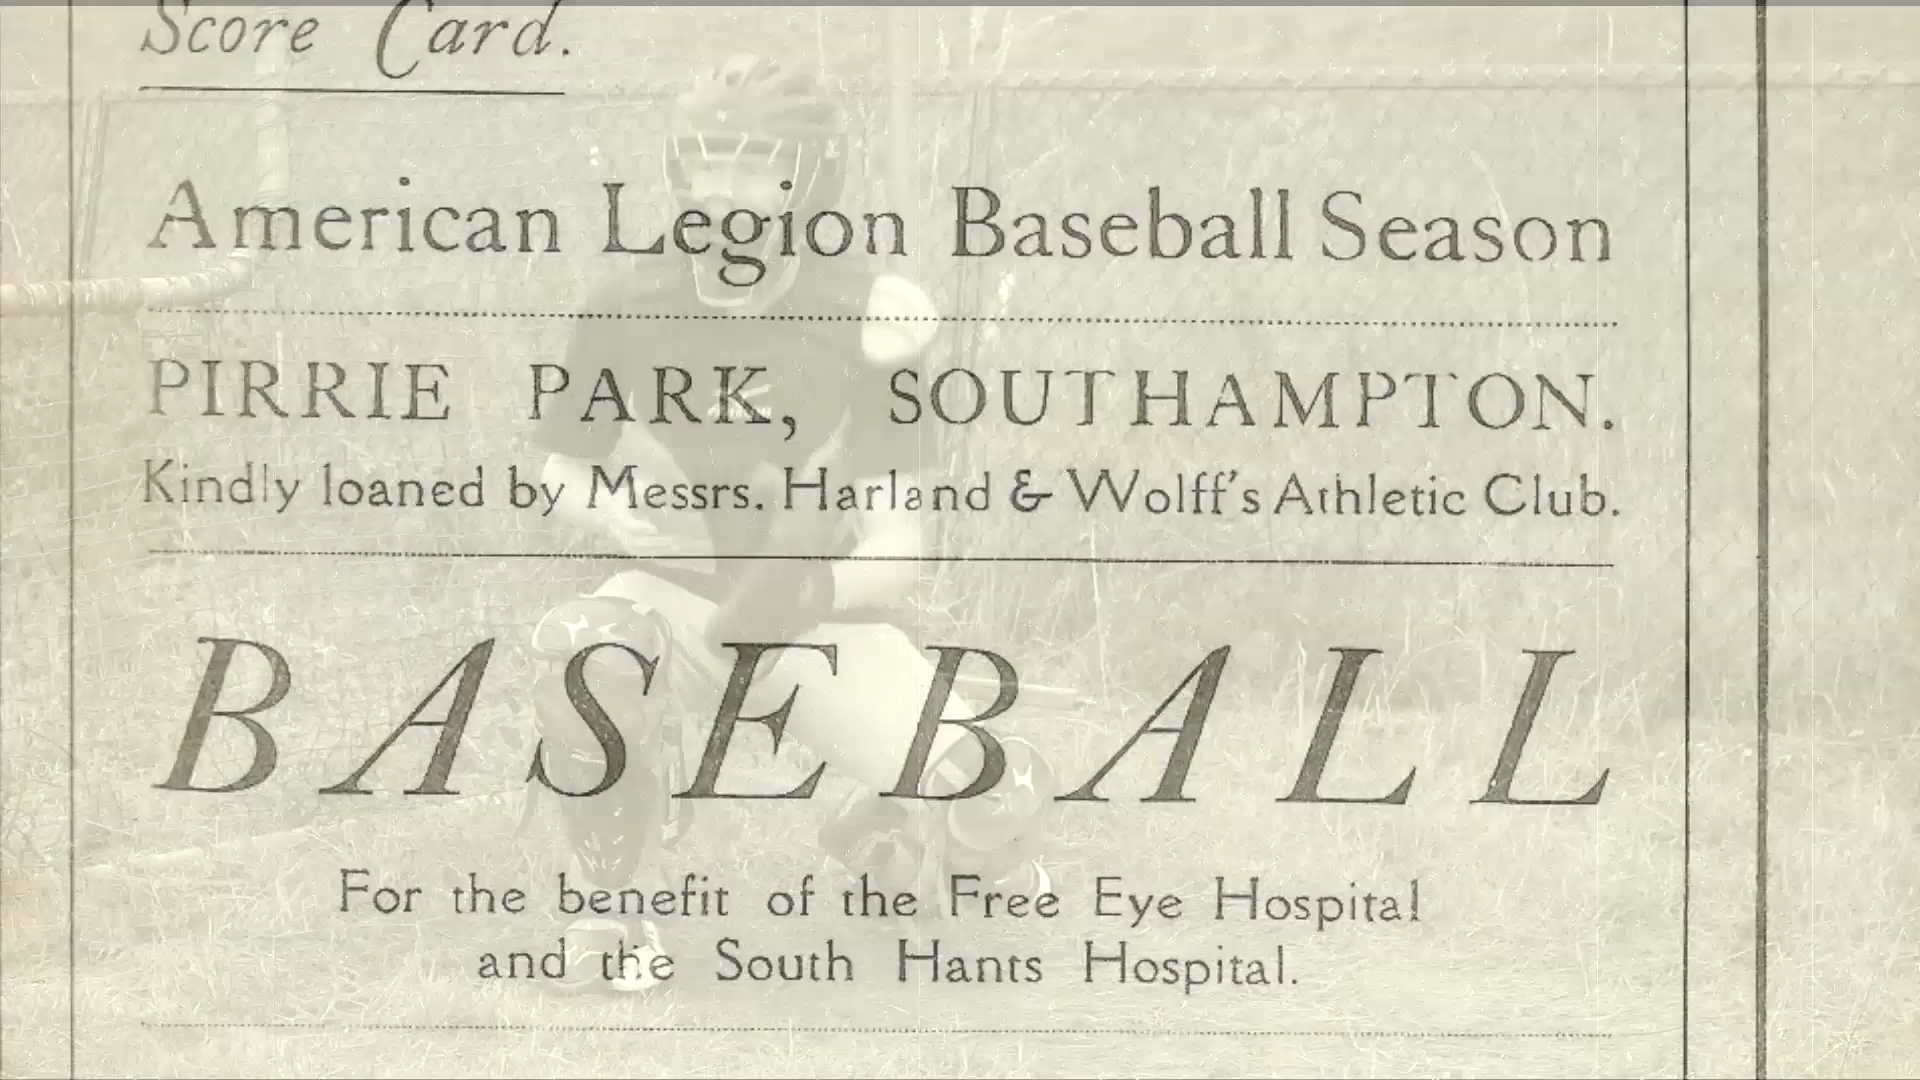 Score Card.
American Legion Baseball Season
PIRRIE PARK, SOUTHAMPTON.
Kindly loaned by Messrs. Harland & Wolff's Athletic Club.
BASEBALL
For the benefit of the Free Eye Hospital
and the South Hants Hospital.